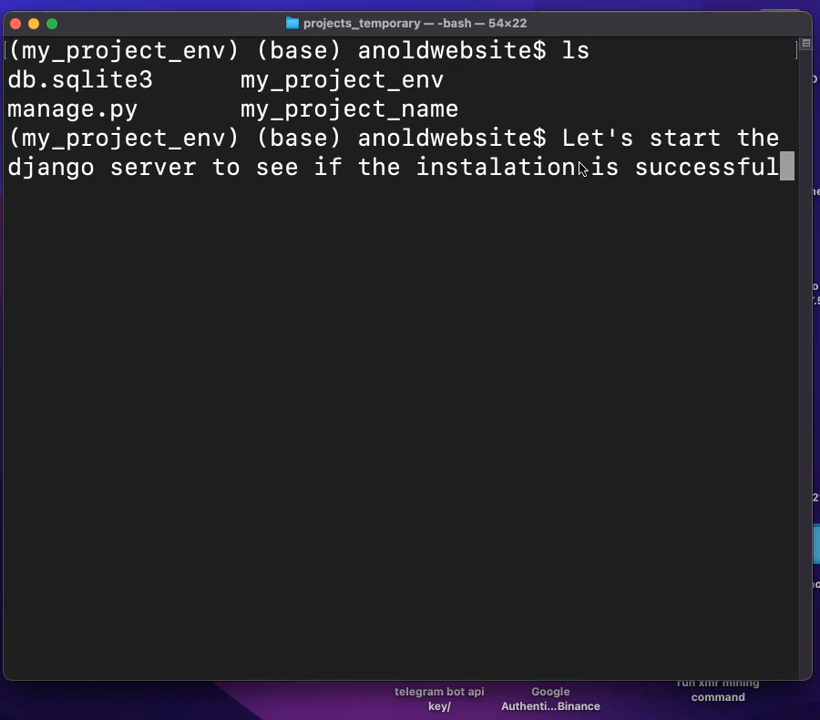 projects_temporary — -bash — 54×22
(my_project_env) (base) anoldwebsite$ ls
db.sqlite3 my_project_env
manage.py my_project_name
(my_project_env) (base) anoldwebsite$ Let's start the
django server to see if the instalation is successful
telegram bot api
key/
Google
Authenti...Binance
run xmr mining
command